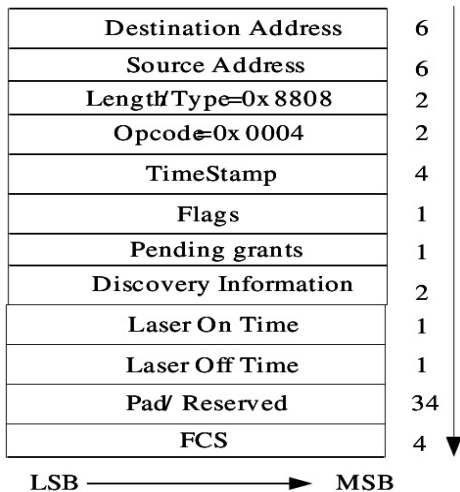 Destination Address 6
Source Address 6
Length/Type=0x 8808 2
Opcode=0x 0004 2
TimeStamp 4
Flags 1
Pending grants 1
Discovery Information 2
Laser On Time 1
Laser Off Time 1
Pad/ Reserved 34
FCS 4
LSB MSB